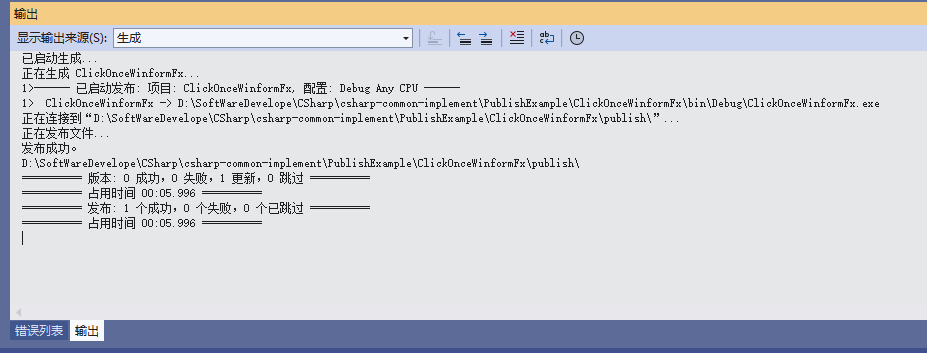 输出
显示输出来源(S): 生成
已启动生成...
正在生成 ClickOnceWinformFx...
1>------ 已启动发布: 项目: ClickOnceWinformFx, 配置: Debug Any CPU ------
1>  ClickOnceWinformFx -> D:\SoftWareDevelope\CSharp\csharp-common-implement\PublishExample\ClickOnceWinformFx\bin\Debug\ClickOnceWinformFx.exe
正在连接到“D:\SoftWareDevelope\CSharp\csharp-common-implement\PublishExample\ClickOnceWinformFx\publish\”...
正在发布文件...
发布成功。
D:\SoftWareDevelope\CSharp\csharp-common-implement\PublishExample\ClickOnceWinformFx\publish\
========== 版本: 0 成功，0 失败，1 更新，0 跳过 ==========
========== 占用时间 00:05.996 ==========
========== 发布: 1 个成功，0 个失败，0 个已跳过 ==========
========== 占用时间 00:05.996 ==========
错误列表 输出